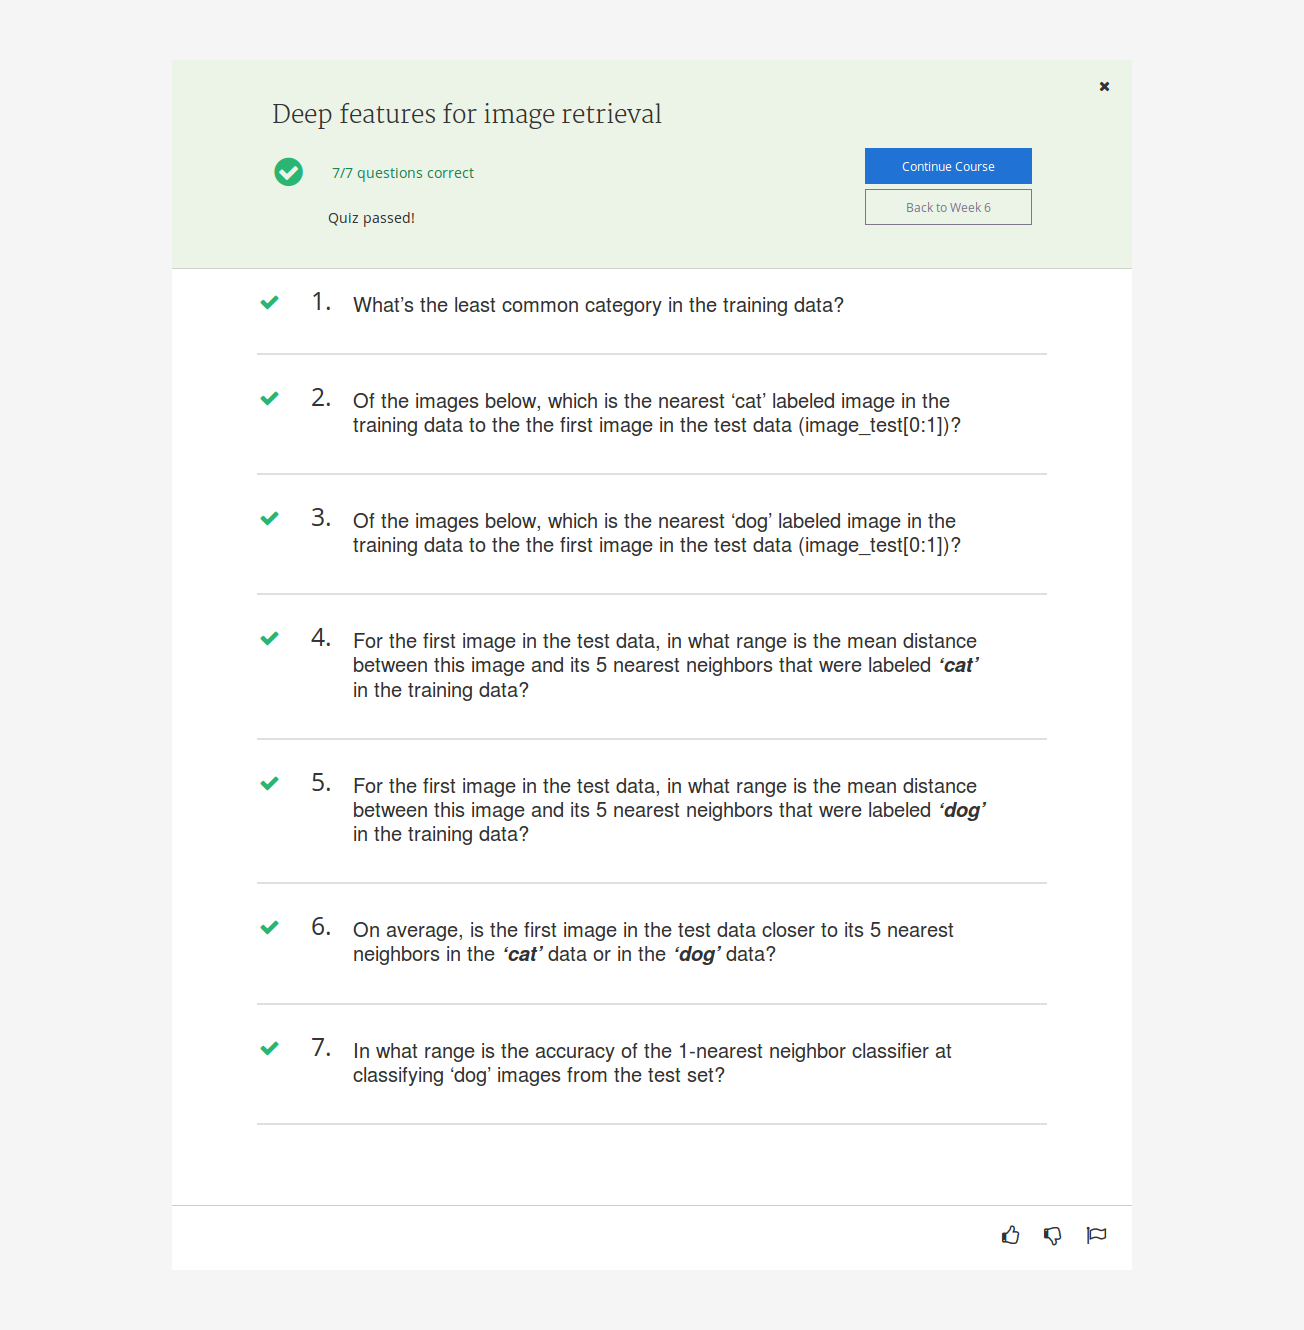 Deep features for image retrieval
7/7 questions correct
Continue Course
Quiz passed!
Back to Week 6
1. What’s the least common category in the training data?
2. Of the images below, which is the nearest ‘cat’ labeled image in the
training data to the the first image in the test data (image_test[0:1])?
3. Of the images below, which is the nearest ‘dog’ labeled image in the
training data to the the first image in the test data (image_test[0:1])?
4. For the first image in the test data, in what range is the mean distance
between this image and its 5 nearest neighbors that were labeled ‘cat’
in the training data?
5. For the first image in the test data, in what range is the mean distance
between this image and its 5 nearest neighbors that were labeled ‘dog’
in the training data?
6. On average, is the first image in the test data closer to its 5 nearest
neighbors in the ‘cat’ data or in the ‘dog’ data?
7. In what range is the accuracy of the 1-nearest neighbor classifier at
classifying ‘dog’ images from the test set?